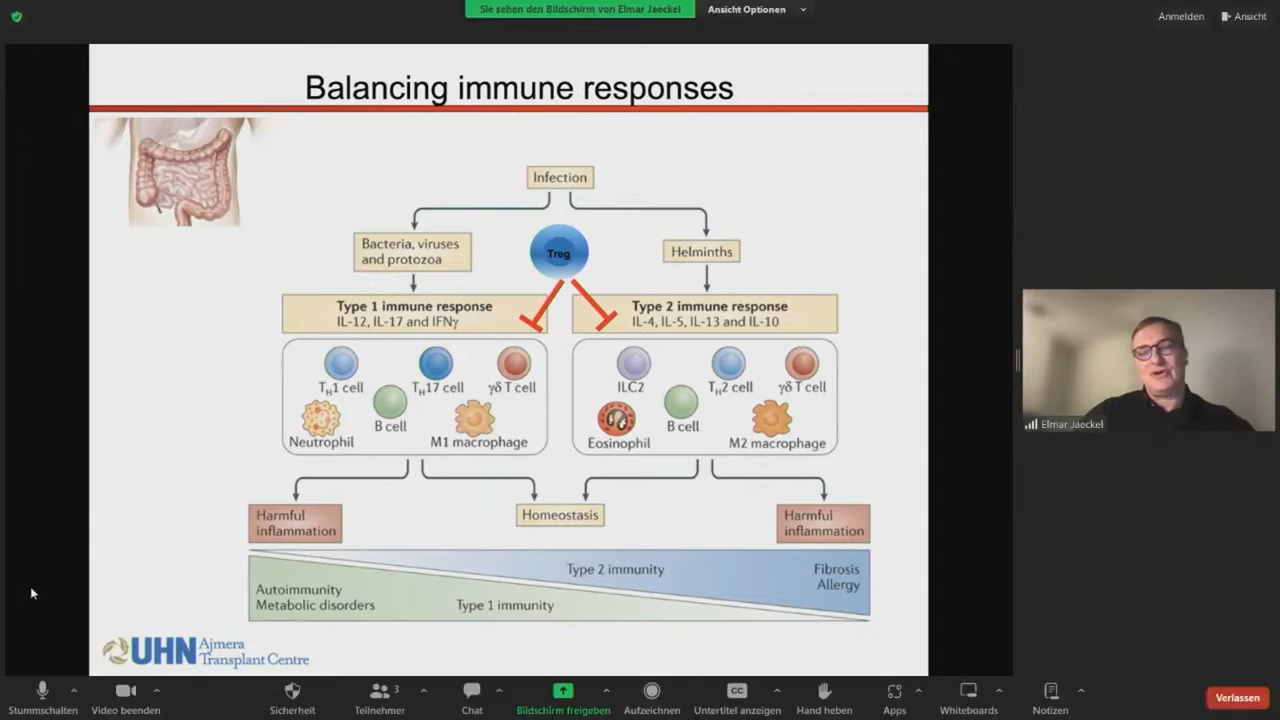 Sie sehen den Bildschirm von Elmar Jaeckel
Ansicht Optionen
Anmelden
Ansicht
Balancing immune responses
Infection
Bacteria, viruses
and protozoa
Treg
Helminths
Type 1 immune response
IL-12, IL-17 and IFNγ
Type 2 immune response
IL-4, IL-5, IL-13 and IL-10
TH1 cell
TH17 cell
γδ T cell
Neutrophil
B cell
M1 macrophage
ILC2
TH2 cell
γδ T cell
Eosinophil
B cell
M2 macrophage
Harmful
inflammation
Homeostasis
Harmful
inflammation
Type 2 immunity
Fibrosis
Allergy
Autoimmunity
Metabolic disorders
Type 1 immunity
UHN Ajmera
Transplant Centre
Elmar Jaeckel
Stummschalten
Video beenden
Sicherheit
Teilnehmer
3
Chat
Bildschirm freigeben
Aufzeichnen
CC
Untertitel anzeigen
Hand heben
Apps
Whiteboards
Notizen
Verlassen